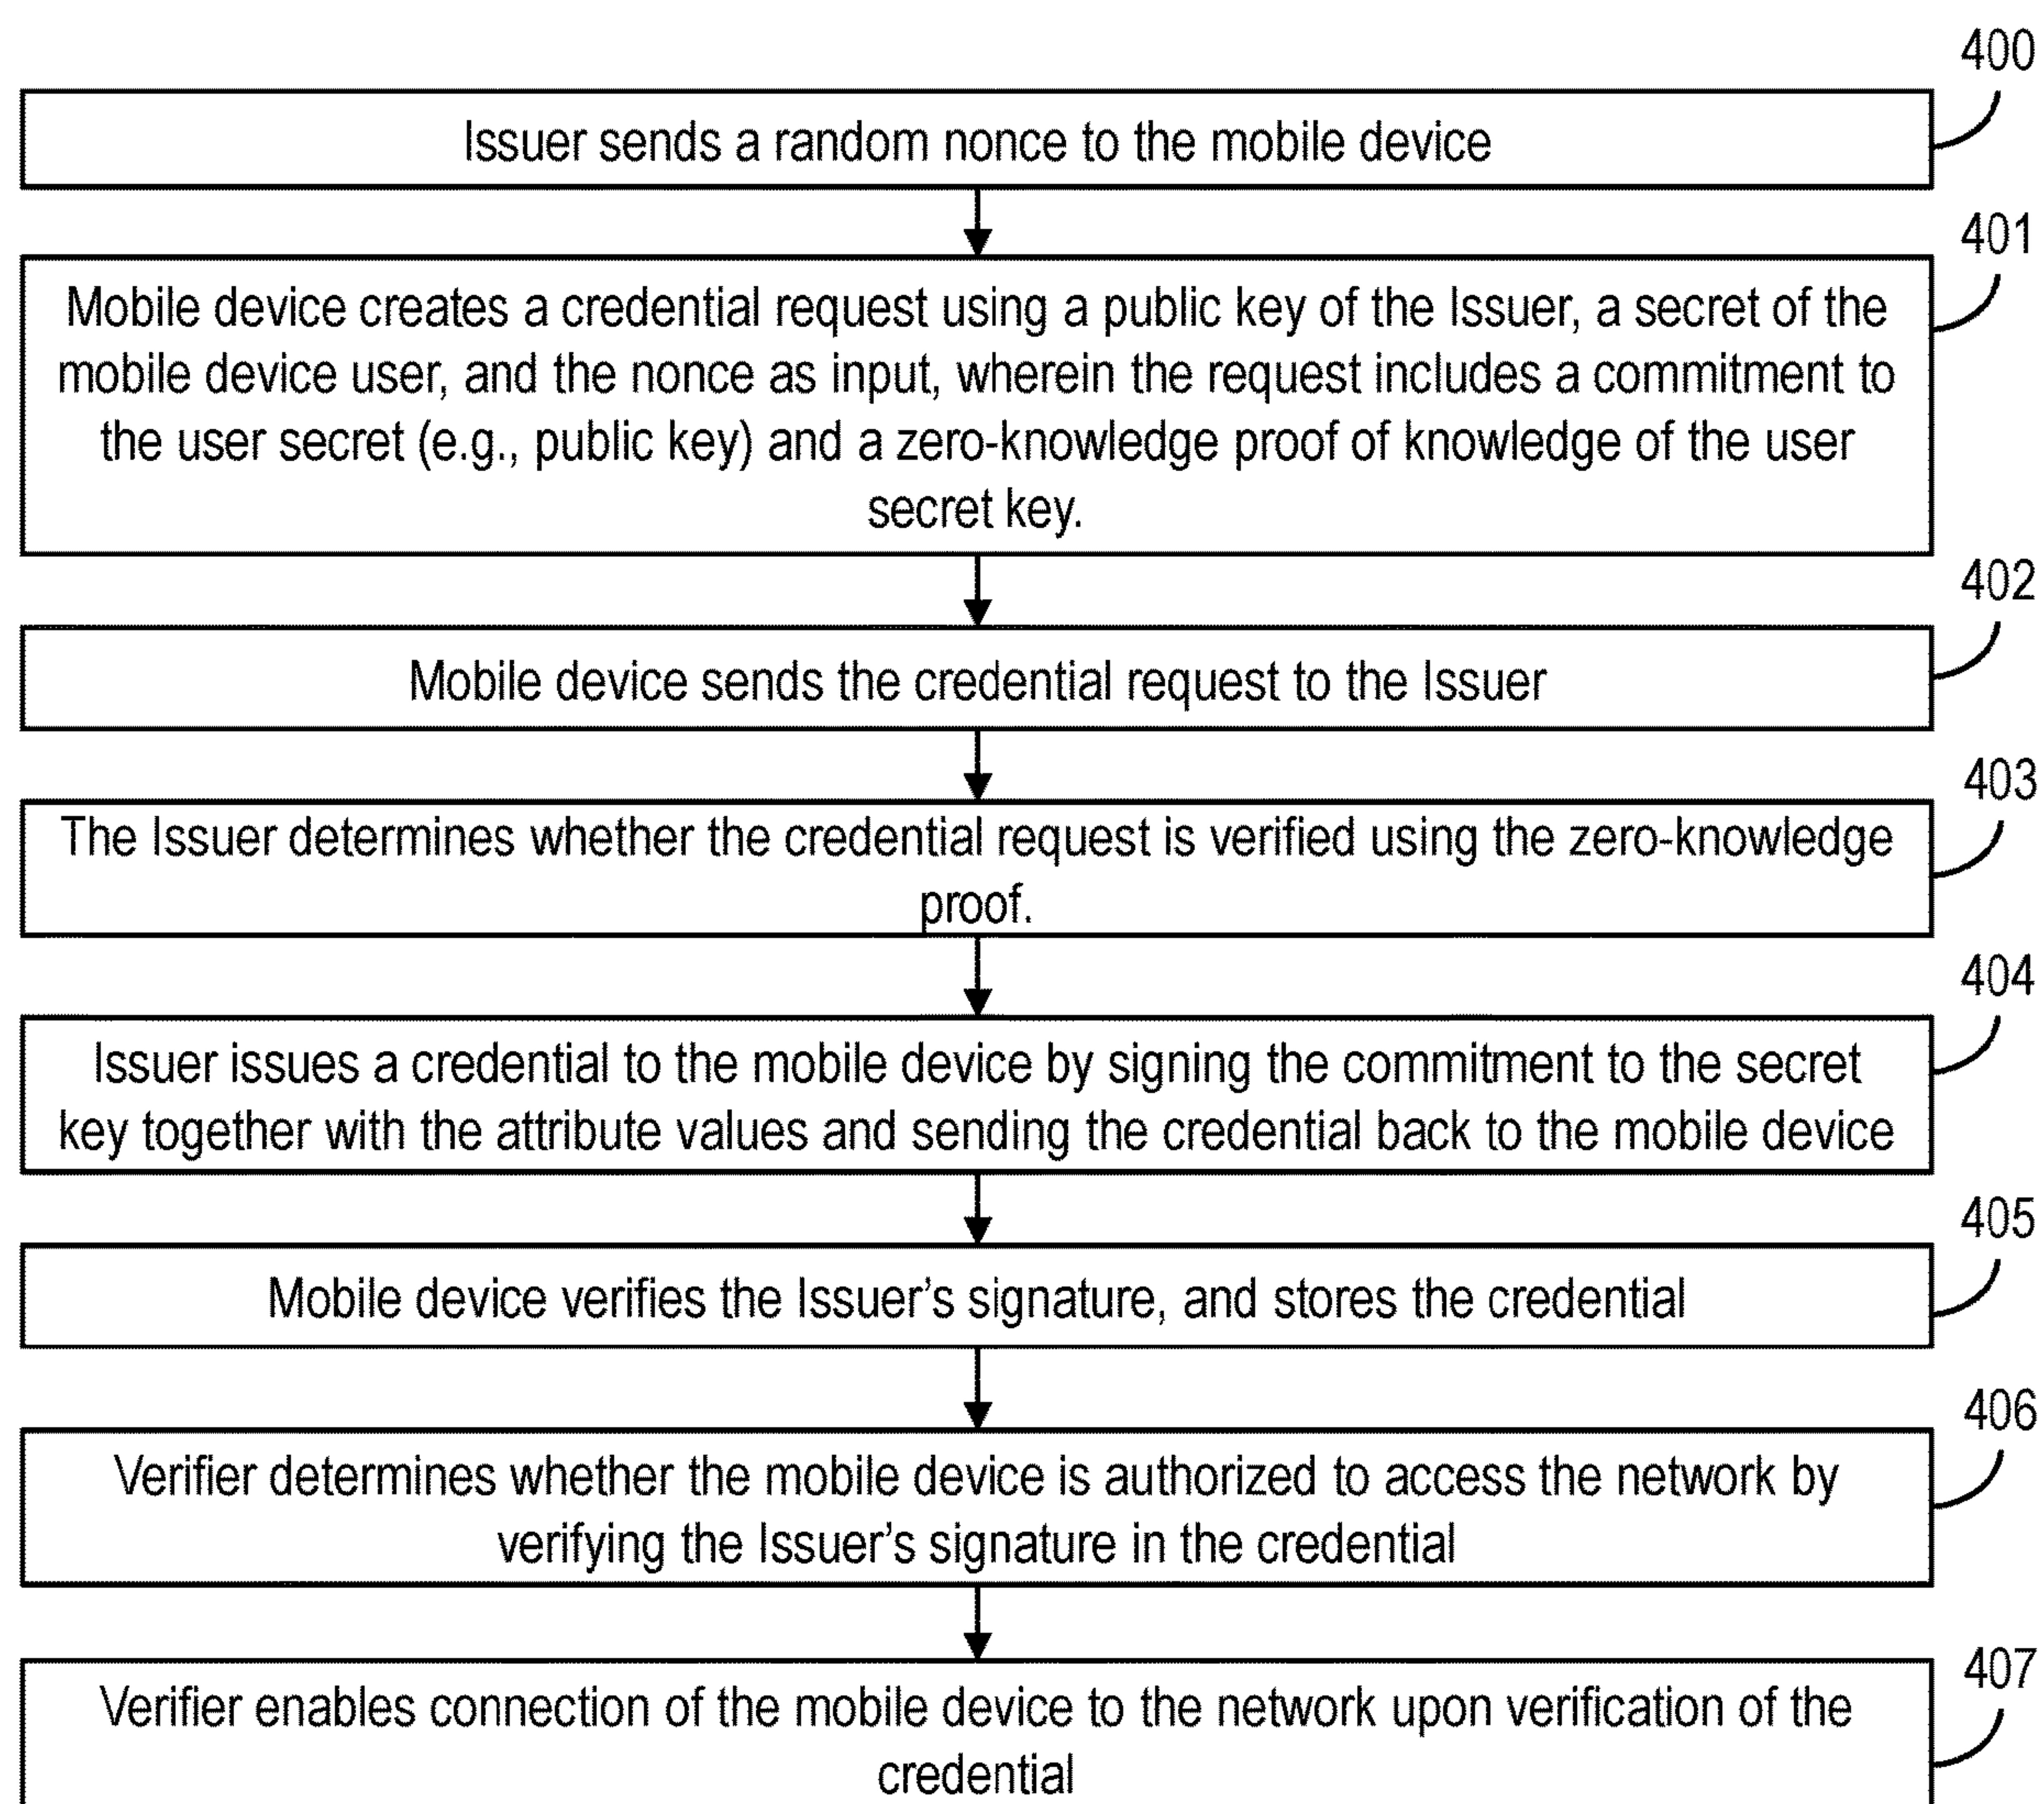 400
Issuer sends a random nonce to the mobile device
401
Mobile device creates a credential request using a public key of the Issuer, a secret of the
mobile device user, and the nonce as input, wherein the request includes a commitment to
the user secret (e.g., public key) and a zero-knowledge proof of knowledge of the user
secret key.
402
Mobile device sends the credential request to the Issuer
403
The Issuer determines whether the credential request is verified using the zero-knowledge
proof.
404
Issuer issues a credential to the mobile device by signing the commitment to the secret
key together with the attribute values and sending the credential back to the mobile device
405
Mobile device verifies the Issuer's signature, and stores the credential
406
Verifier determines whether the mobile device is authorized to access the network by
verifying the Issuer's signature in the credential
407
Verifier enables connection of the mobile device to the network upon verification of the
credential